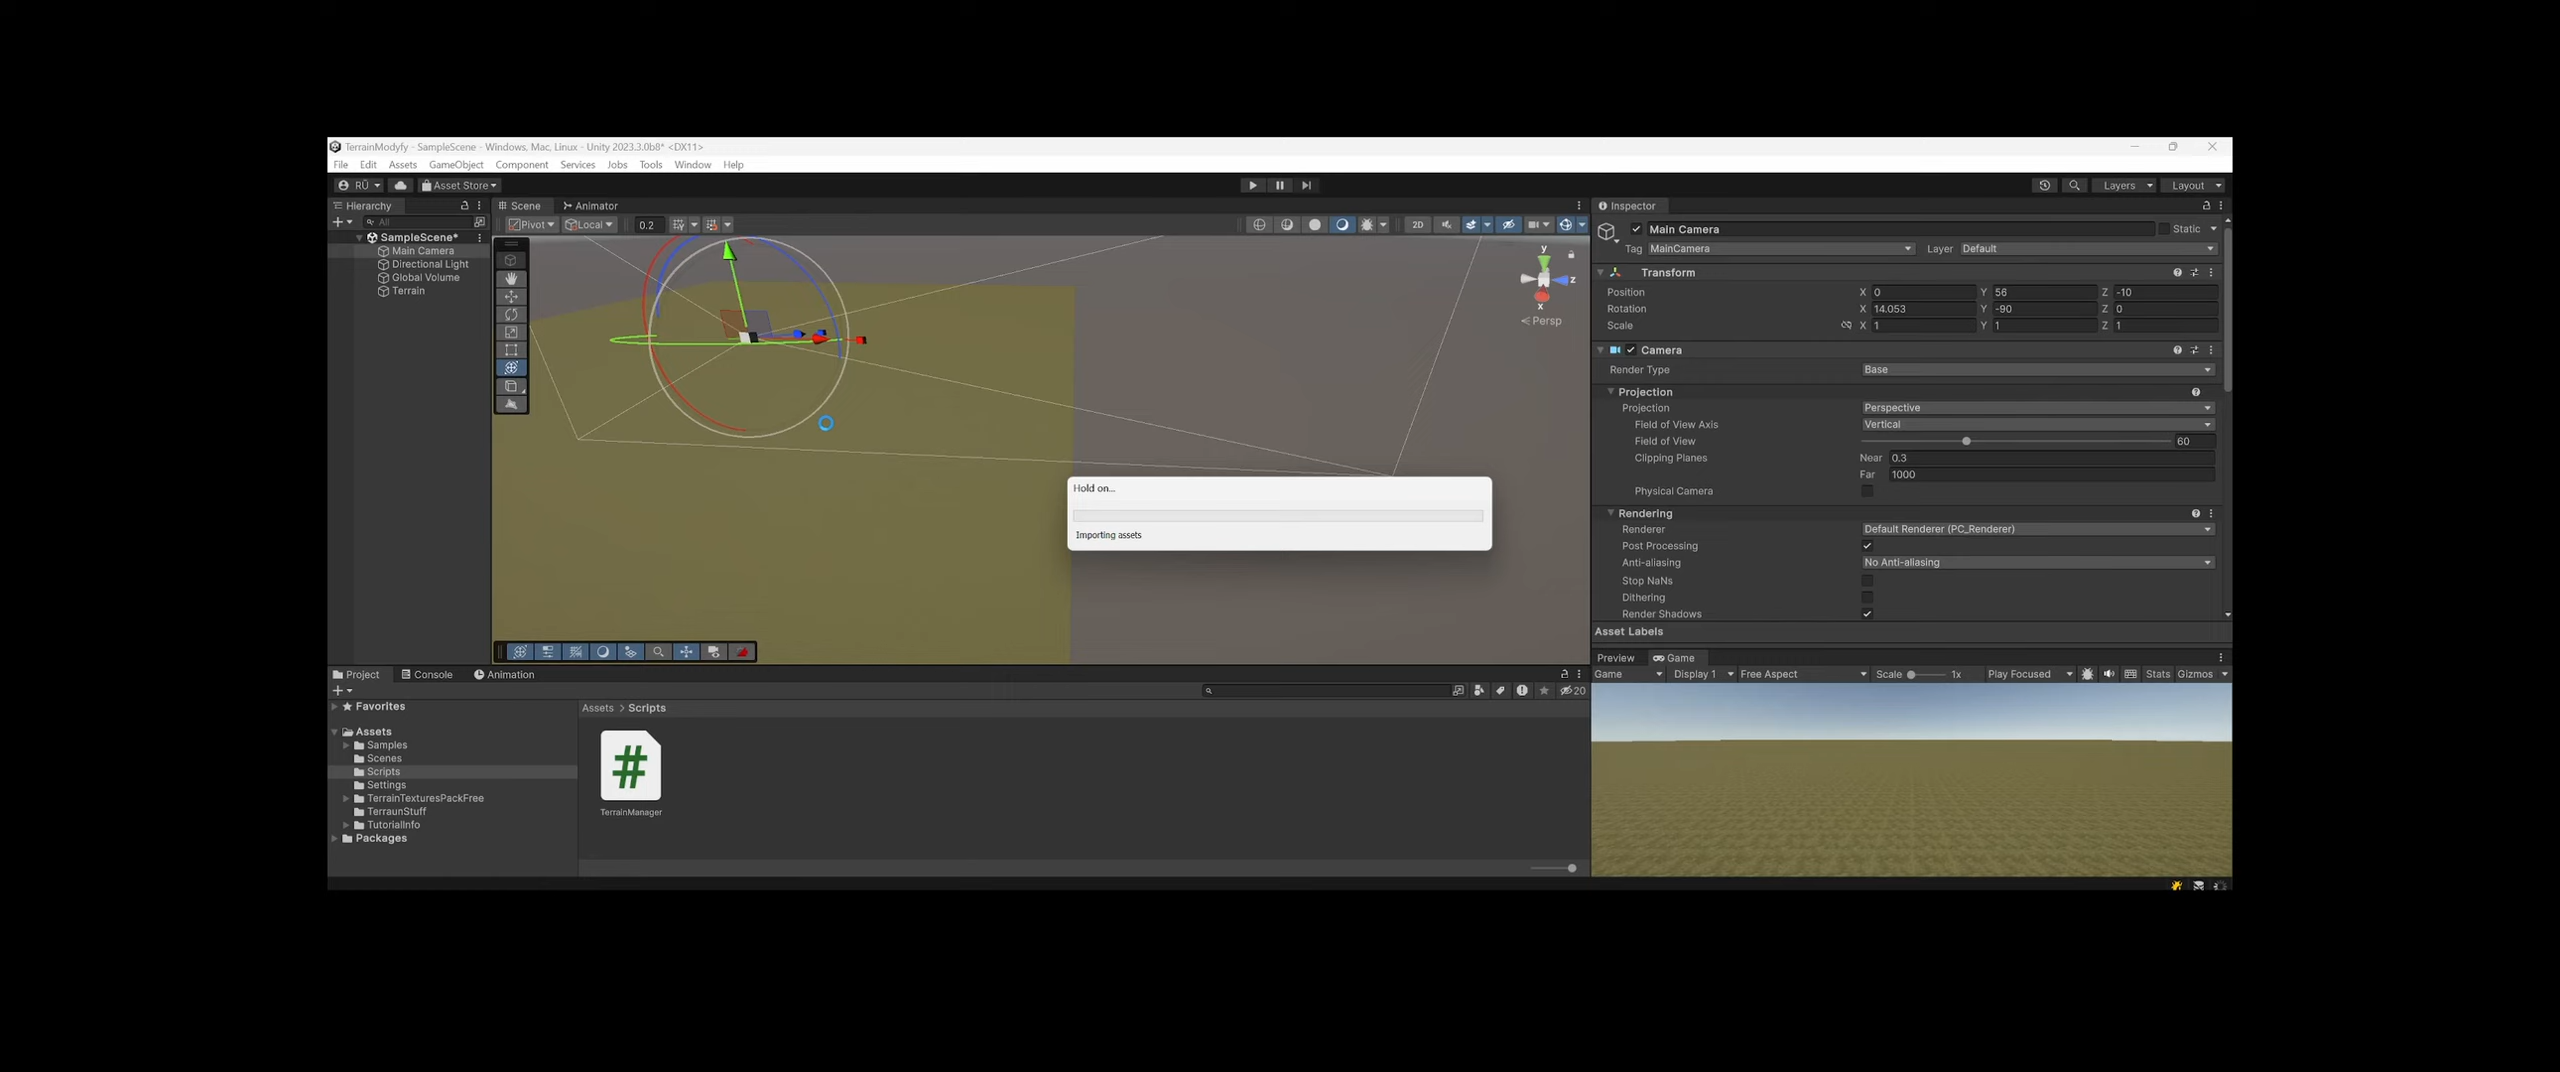 TerrainModyfy - SampleScene - Windows, Mac, Linux - Unity 2023.3.0b8* <DX11>
File Edit Assets GameObject Component Services Jobs Tools Window Help
RÜ Asset Store
Layers Layout
Hierarchy
All
SampleScene*
Main Camera
Directional Light
Global Volume
Terrain
Scene Animator
Pivot Local 0.2 2D
y
z
x
Persp
Hold on...
Importing assets
Inspector
Main Camera Static
Tag MainCamera Layer Default
Transform
Position X 0 Y 56 Z -10
Rotation X 14.053 Y -90 Z 0
Scale X 1 Y 1 Z 1
Camera
Render Type Base
Projection
Projection Perspective
Field of View Axis Vertical
Field of View 60
Clipping Planes Near 0.3
Far 1000
Physical Camera
Rendering
Renderer Default Renderer (PC_Renderer)
Post Processing
Anti-aliasing No Anti-aliasing
Stop NaNs
Dithering
Render Shadows
Asset Labels
Preview Game
Game Display 1 Free Aspect Scale 1x Play Focused Stats Gizmos
Project Console Animation
20
Favorites
Assets
Samples
Scenes
Scripts
Settings
TerrainTexturesPackFree
TerraunStuff
TutorialInfo
Packages
Assets > Scripts
#
TerrainManager